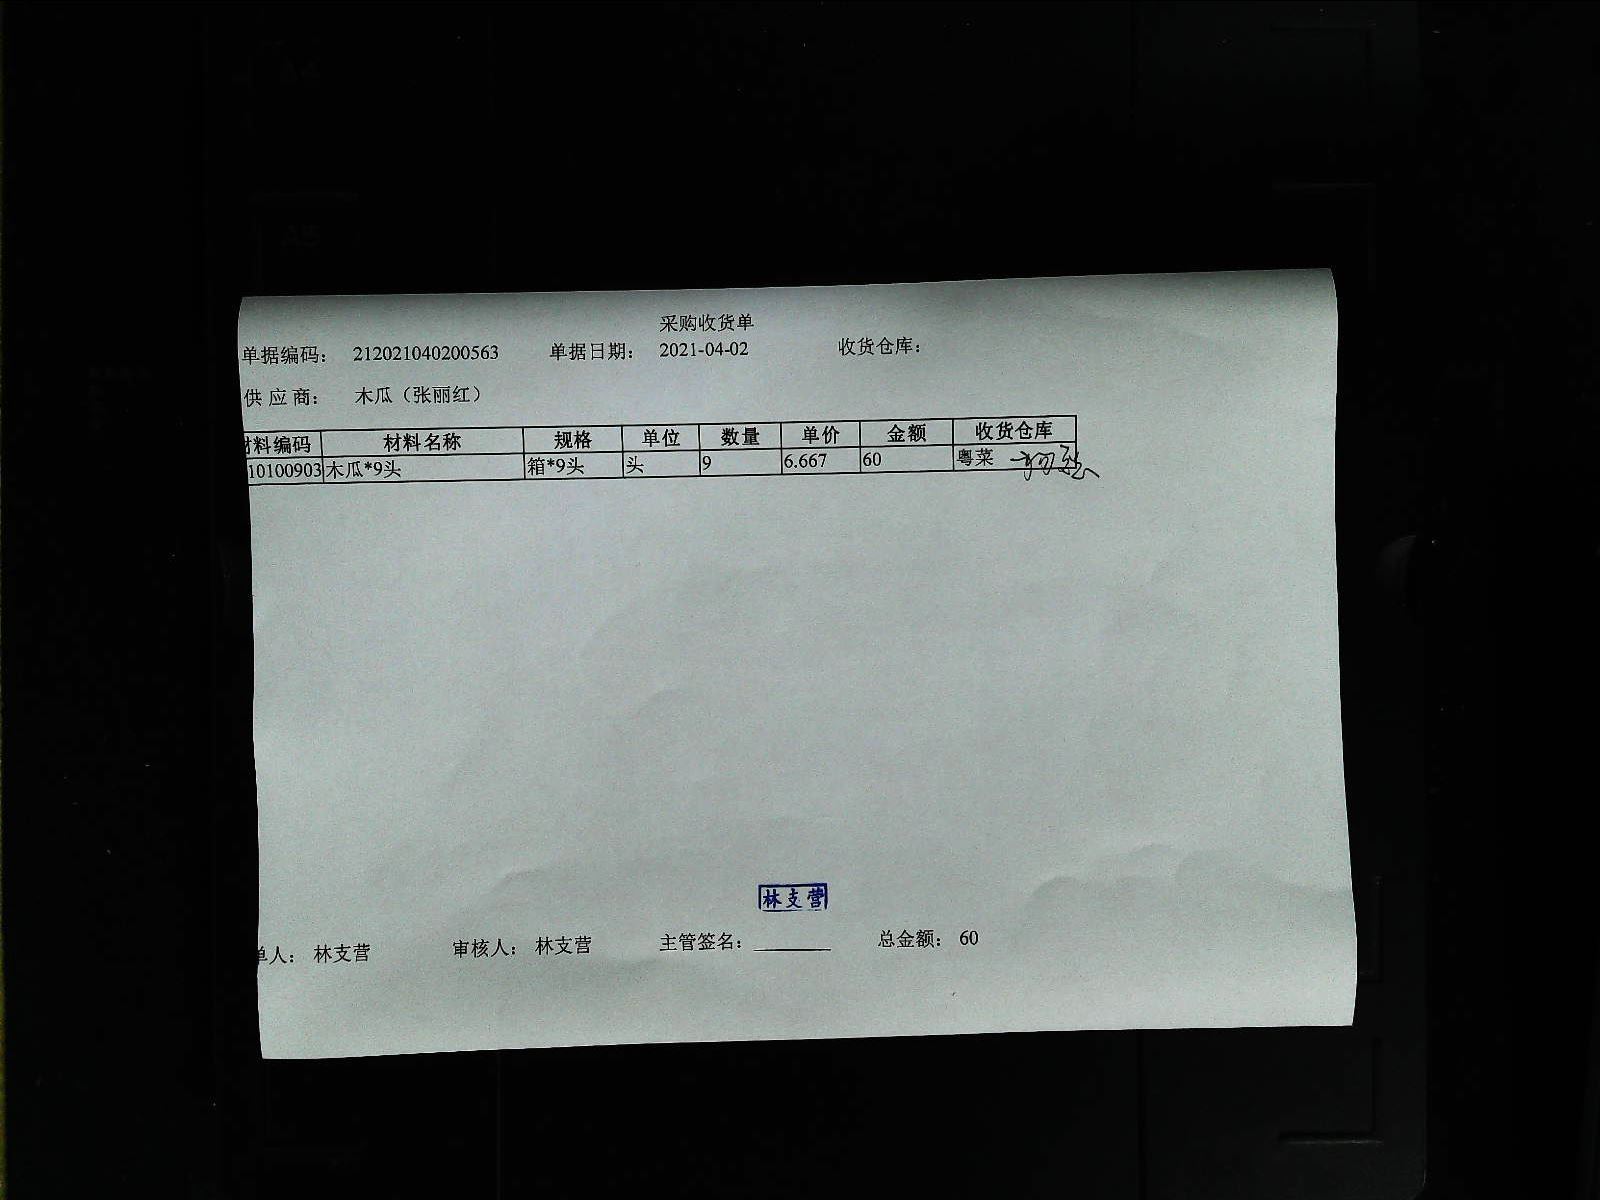 采购收货单
单据编码： 212021040200563 单据日期： 2021-04-02 收货仓库：
供应商： 木瓜（张丽红）
材料编码 材料名称 规格 单位 数量 单价 金额 收货仓库
10100903 木瓜*9头 箱*9头 头 9 6.667 60 粤菜
林支营
单人： 林支营 审核人： 林支营 主管签名： 总金额： 60